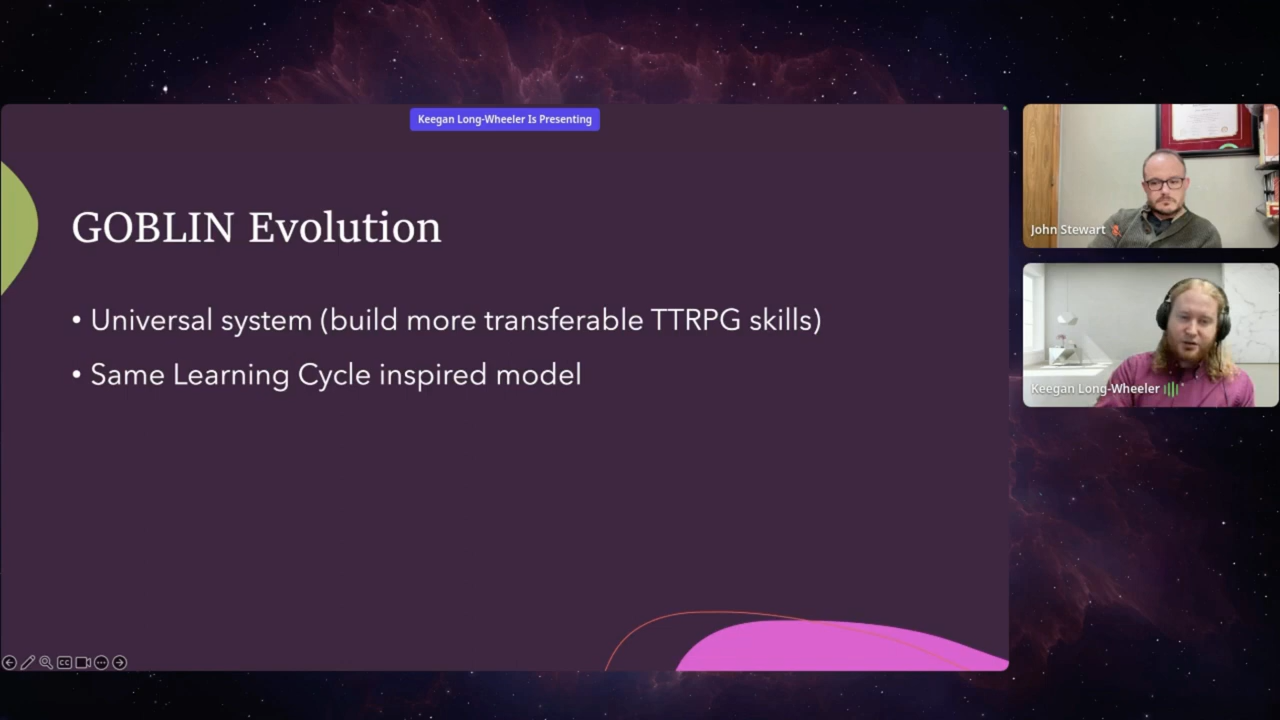 Keegan Long-Wheeler Is Presenting
GOBLIN Evolution
• Universal system (build more transferable TTRPG skills)
• Same Learning Cycle inspired model
John Stewart
Keegan Long-Wheeler
CC